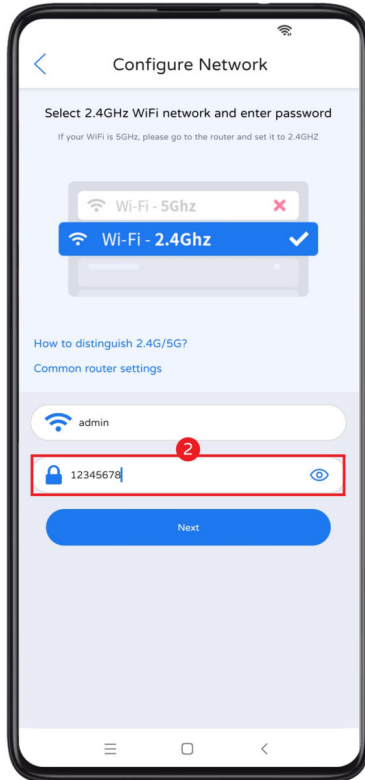 Configure Network
Select 2.4GHz WiFi network and enter password
If your WiFi is 5GHz, please go to the router and set it to 2.4GHZ
Wi-Fi - 5Ghz
Wi-Fi - 2.4Ghz
How to distinguish 2.4G/5G?
Common router settings
admin
2
12345678
Next